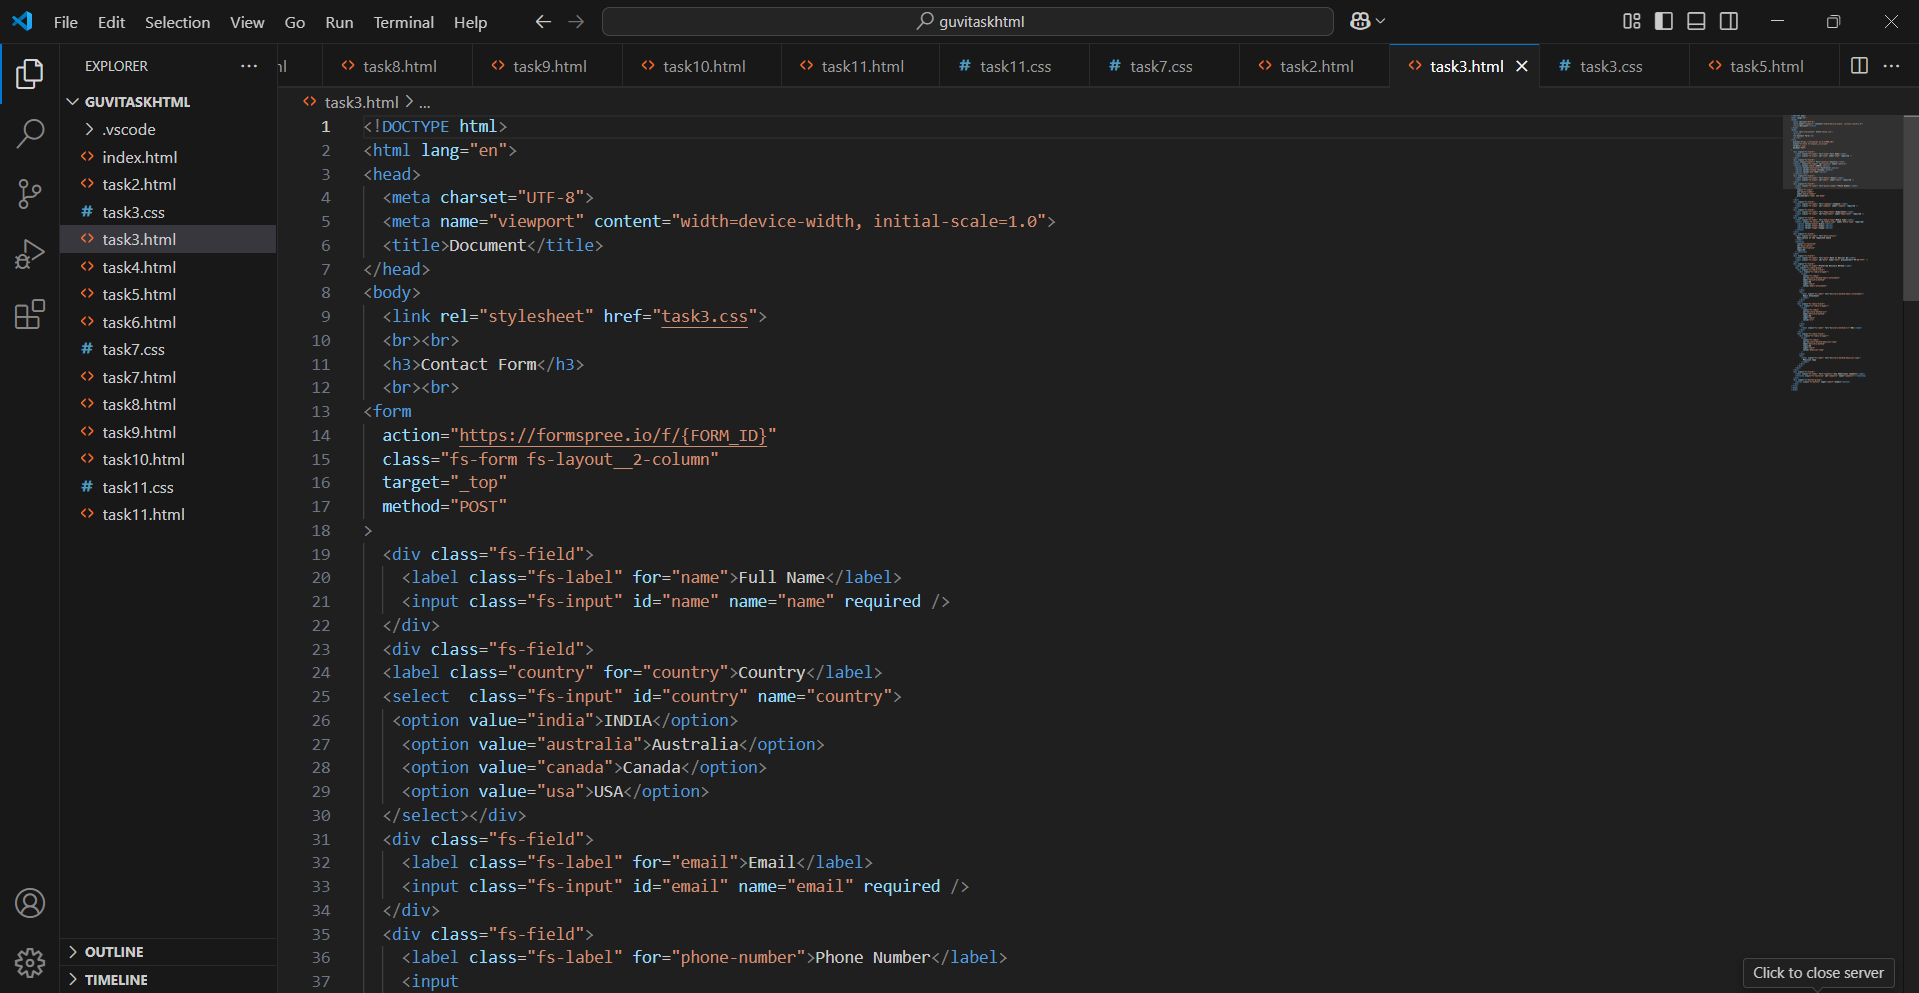 File Edit Selection View Go Run Terminal Help
guvitaskhtml
EXPLORER
task8.html
task9.html
task10.html
task11.html
task11.css
task7.css
task2.html
task3.html
task3.css
task5.html
GUVITASKHTML
.vscode
index.html
task2.html
task3.css
task3.html
task4.html
task5.html
task6.html
task7.css
task7.html
task8.html
task9.html
task10.html
task11.css
task11.html
OUTLINE
TIMELINE
task3.html > ...
1 <!DOCTYPE html>
2 <html lang="en">
3 <head>
4 <meta charset="UTF-8">
5 <meta name="viewport" content="width=device-width, initial-scale=1.0">
6 <title>Document</title>
7 </head>
8 <body>
9 <link rel="stylesheet" href="task3.css">
10 <br><br>
11 <h3>Contact Form</h3>
12 <br><br>
13 <form
14 action="https://formspree.io/f/{FORM_ID}"
15 class="fs-form fs-layout__2-column"
16 target="_top"
17 method="POST"
18 >
19 <div class="fs-field">
20 <label class="fs-label" for="name">Full Name</label>
21 <input class="fs-input" id="name" name="name" required />
22 </div>
23 <div class="fs-field">
24 <label class="country" for="country">Country</label>
25 <select  class="fs-input" id="country" name="country">
26 <option value="india">INDIA</option>
27 <option value="australia">Australia</option>
28 <option value="canada">Canada</option>
29 <option value="usa">USA</option>
30 </select></div>
31 <div class="fs-field">
32 <label class="fs-label" for="email">Email</label>
33 <input class="fs-input" id="email" name="email" required />
34 </div>
35 <div class="fs-field">
36 <label class="fs-label" for="phone-number">Phone Number</label>
37 <input
Click to close server